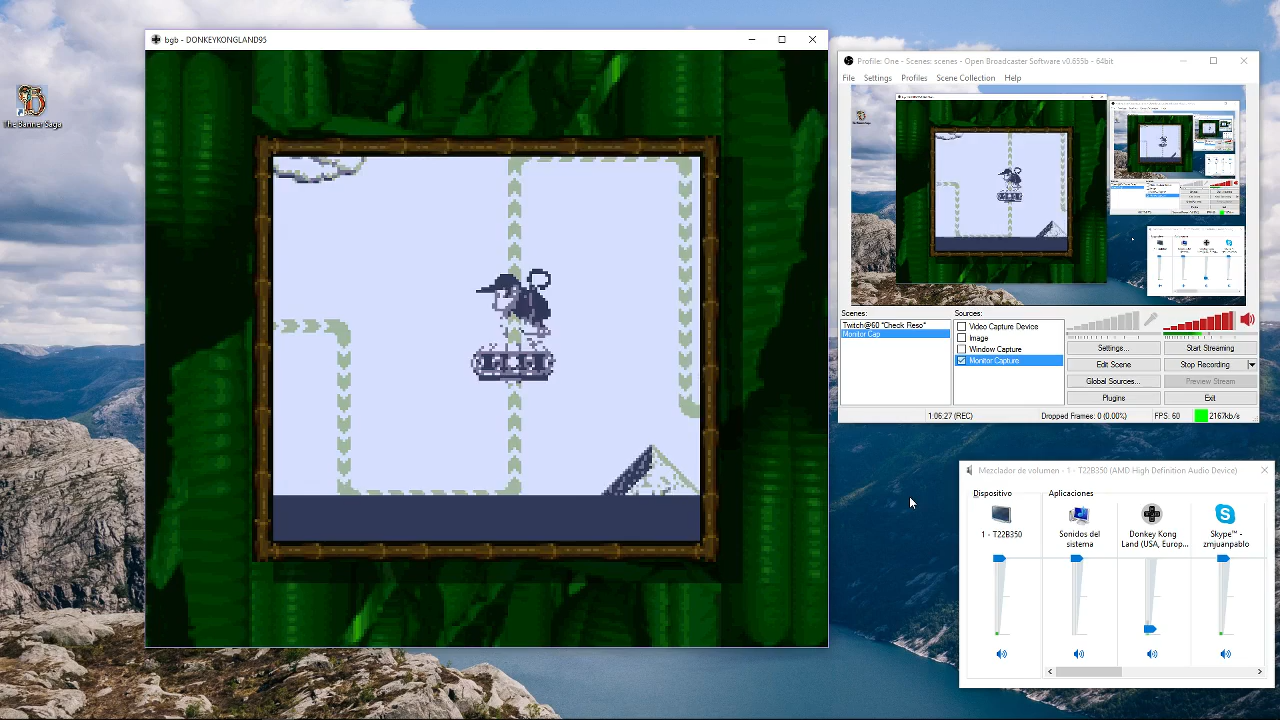 bgb - DONKEYKONGLAND95
The Banner Saga
Profile: One - Scenes: scenes - Open Broadcaster Software v0.655b - 64bit
File Settings Profiles Scene Collection Help
Scenes:
Twitch@60 "Check Reso"
Monitor Cap
Sources:
Video Capture Device
Image
Window Capture
Monitor Capture
Settings...
Start Streaming
Edit Scene
Stop Recording
Global Sources...
Preview Stream
Plugins
Exit
1:06:27 (REC)
Dropped Frames: 0 (0.00%)
FPS: 60
2167kb/s
Mezclador de volumen - 1 - T22B350 (AMD High Definition Audio Device)
Dispositivo
Aplicaciones
1 - T22B350
Sonidos del
sistema
Donkey Kong
Land (USA, Europ...
Skype™ -
zmjuanpablo